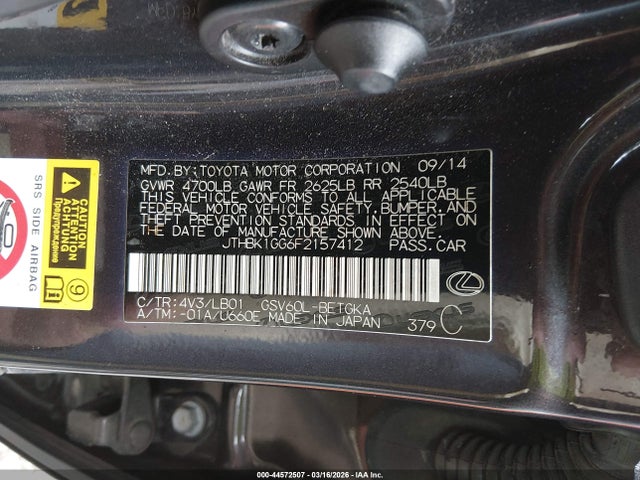 MFD.BY:TOYOTA MOTOR CORPORATION 09/14
GVWR 4700LB GAWR FR 2625LB RR 2540LB
THIS VEHICLE CONFORMS TO ALL APPLICABLE
FEDERAL MOTOR VEHICLE SAFETY,BUMPER,AND
THEFT PREVENTION STANDARDS IN EFFECT ON
THE DATE OF MANUFACTURE SHOWN ABOVE.
JTHBK1GG6F2157412 PASS.CAR
C/TR:4V3/LB01 GSV60L-BETGKA
A/TM:-01A/U660E MADE IN JAPAN 379 C
SRS SIDE AIRBAG
CAUTION
ACHTUNG
ATTENTION
9
000-44572507 - 03/16/2026 - IAA